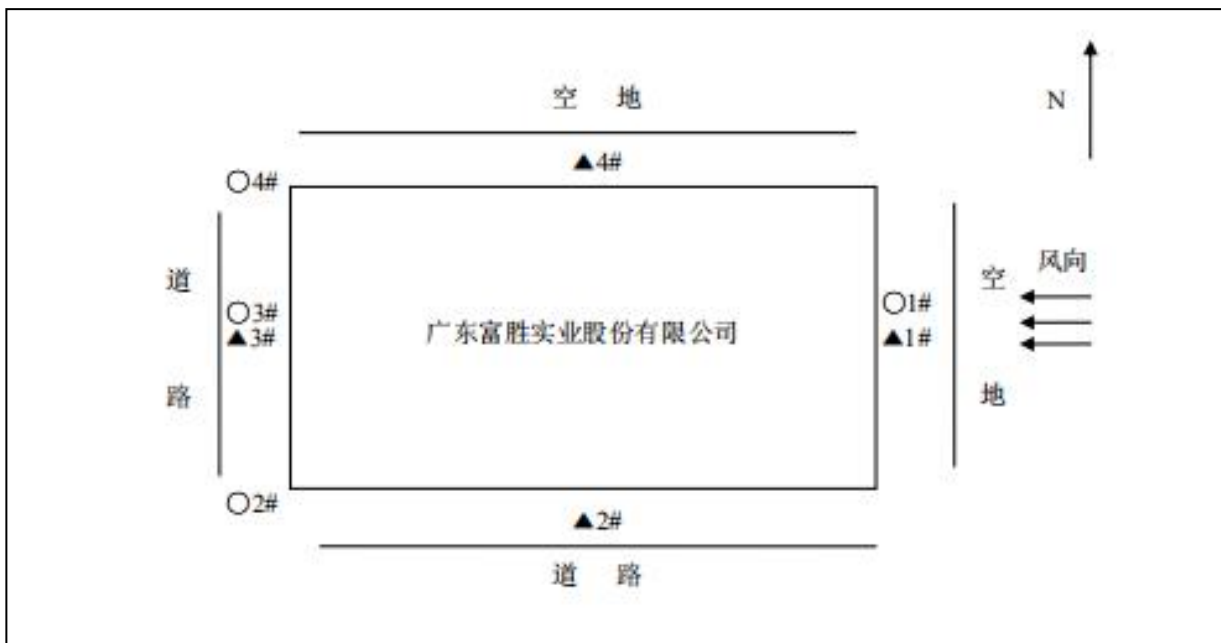 空 地
N
▲4#
○4#
道
路
○3#
▲3#
广东富胜实业股份有限公司
○1#
▲1#
空
地
风向
○2#
▲2#
道 路